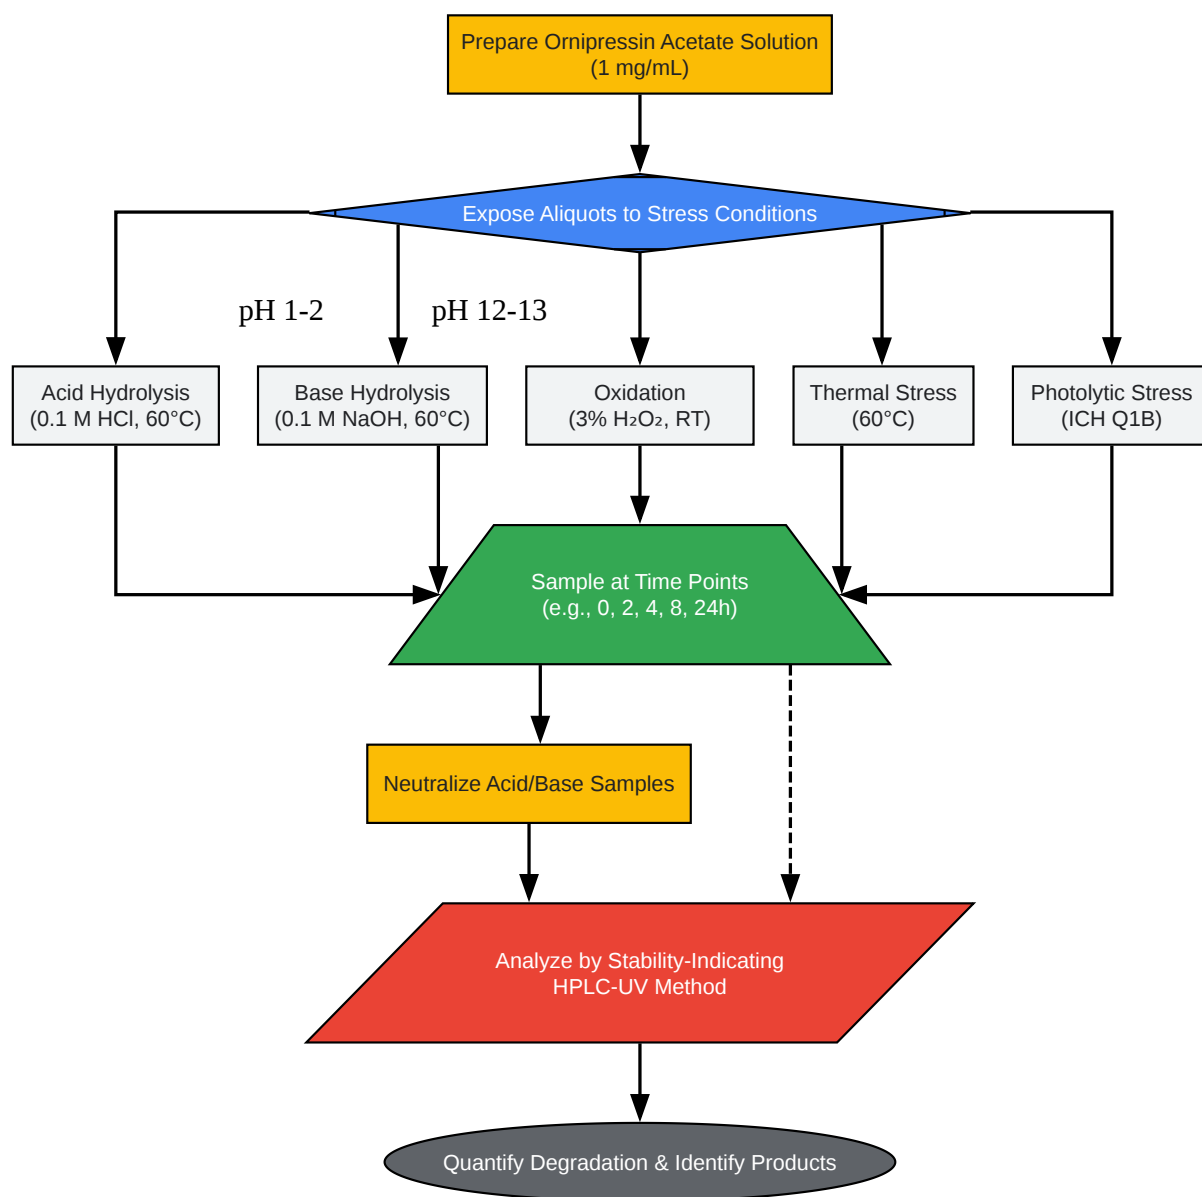 Prepare Ornipressin Acetate Solution
(1 mg/mL)
Expose Aliquots to Stress Conditions
pH 1-2
pH 12-13
Acid Hydrolysis
(0.1 M HCl, 60°C)
Base Hydrolysis
(0.1 M NaOH, 60°C)
Oxidation
(3% H₂O₂, RT)
Thermal Stress
(60°C)
Photolytic Stress
(ICH Q1B)
Sample at Time Points
(e.g., 0, 2, 4, 8, 24h)
Neutralize Acid/Base Samples
Analyze by Stability-Indicating
HPLC-UV Method
Quantify Degradation & Identify Products